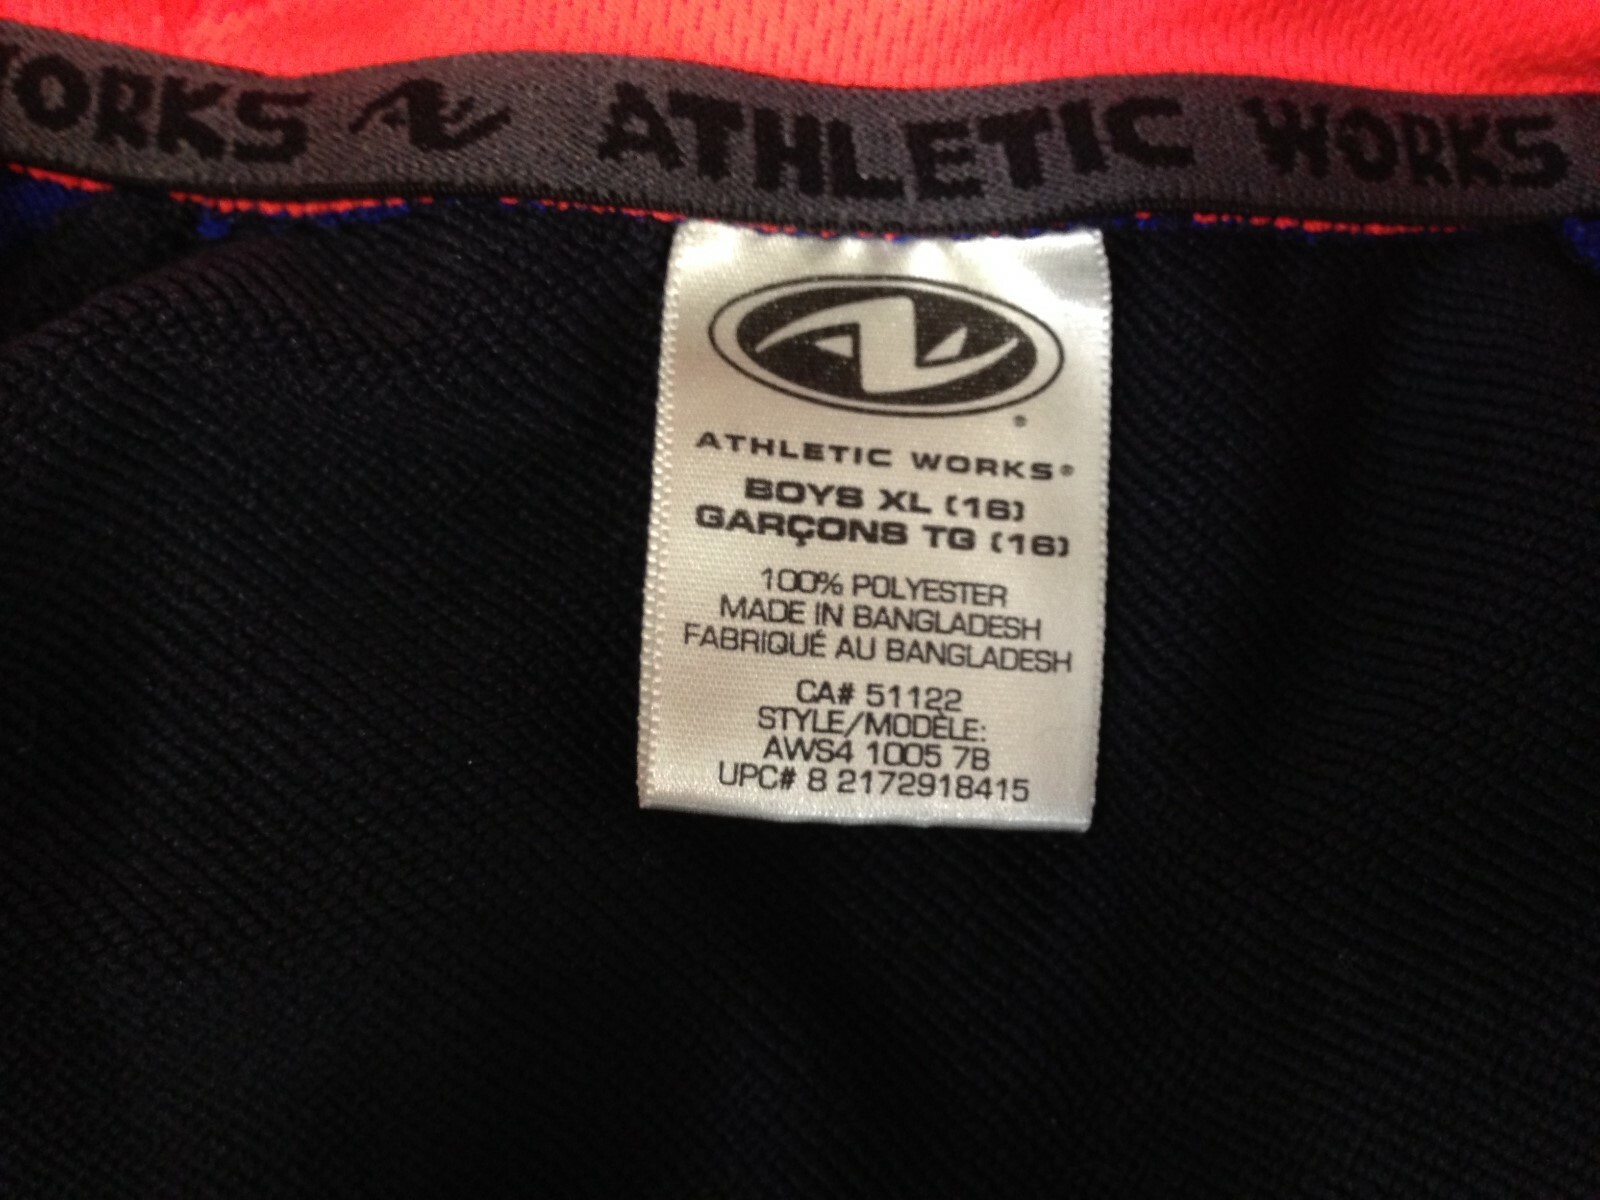 WORKS ATHLETIC WORKS
ATHLETIC WORKS®
BOYS XL (16)
GARÇONS TG (16)
100% POLYESTER
MADE IN BANGLADESH
FABRIQUÉ AU BANGLADESH
CA# 51122
STYLE/MODÈLE:
AWS4 1005 7B
UPC# 8 2172918415